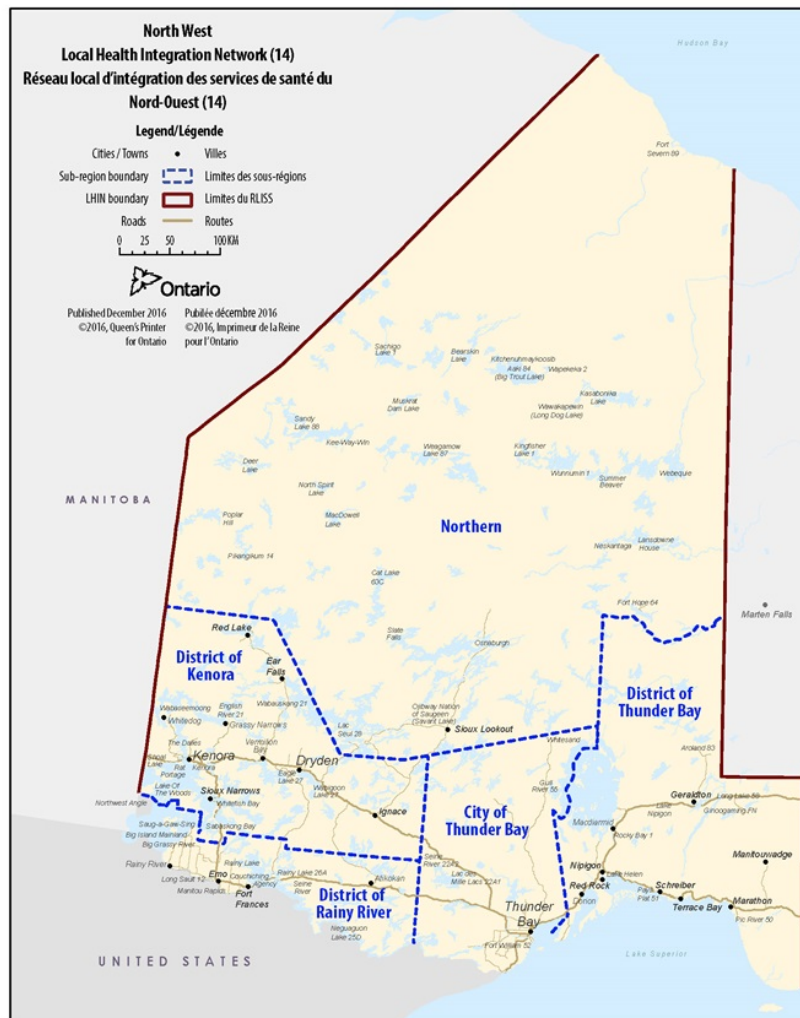 North West
Local Health Integration Network (14)
Réseau local d'intégration des services de santé du
Nord-Ouest (14)
Legend/Légende
Cities / Towns • Villes
Sub-region boundary Limites des sous-régions
LHIN boundary Limites du RLISS
Roads Routes
0 25 50 100 KM
Ontario
Published December 2016
©2016, Queen's Printer
for Ontario
Publiée décembre 2016
©2016, Imprimeur de la Reine
pour l'Ontario
Hudson Bay
Fort
Severn 89
Sachigo
Lake 1
Bearskin
Lake
Kitchenuhmaykoosib
Aaki 84
(Big Trout Lake)
Wapekeka 2
Kasabonika
Lake
Muskrat
Dam Lake
Wawakapewin
(Long Dog Lake)
Sandy
Lake 88
Kee-Way-Win
Weagamow
Lake 87
Kingfisher
Lake 1
Deer
Lake
Wunnumin 1
Summer
Beaver
Webequie
North Spirit
Lake
MANITOBA
Poplar
Hill
MacDowell
Lake
Northern
Pikangikum 14
Neskantaga
Lansdowne
House
Cat Lake
63C
Fort Hope 64
Marten Falls
Red Lake
Slate
Falls
Osnaburgh
District of
Kenora
Ear
Falls
District of
Thunder Bay
Wabaseemoong
Whitedog
English
River 21
Grassy Narrows
Wabauskang 21
Ojibway Nation
of Saugeen
(Savant Lake)
Lac
Seul 28
Sioux Lookout
Whitesand
Aroland 83
The Dalles
Kenora
Vermilion
Bay
Dryden
Shoal
Lake
Rat
Portage
Kenora
Eagle
Lake 27
Wabigoon
Lake 27
Gull
River 55
Lake Of
The Woods
Sioux Narrows
Northwest Angle
Whitefish Bay
Ignace
City of
Thunder Bay
Geraldton
Long Lake 58
Ginoogaming-FN
Lake
Nipigon
Macdiarmid
Rocky Bay 1
Saug-a-Gaw-Sing
Big Island Mainland
Big Grassy River
Sabaskong Bay
Manitouwadge
Rainy River
Rainy Lake
Rainy Lake 26A
Seine
River 22A2
Lac des
Mille Lacs 22A1
Nipigon
Lake Helen
Long Sault 12
Emo
Couchiching
Agency
Seine
River
Atikokan
Red Rock
Dorion
Pays
Plat 51
Schreiber
Manitou Rapids
Fort
Frances
District of
Rainy River
Thunder
Bay
Terrace Bay
Marathon
Pic River 50
Neguaguon
Lake 25D
Fort William 52
UNITED STATES
Lake Superior